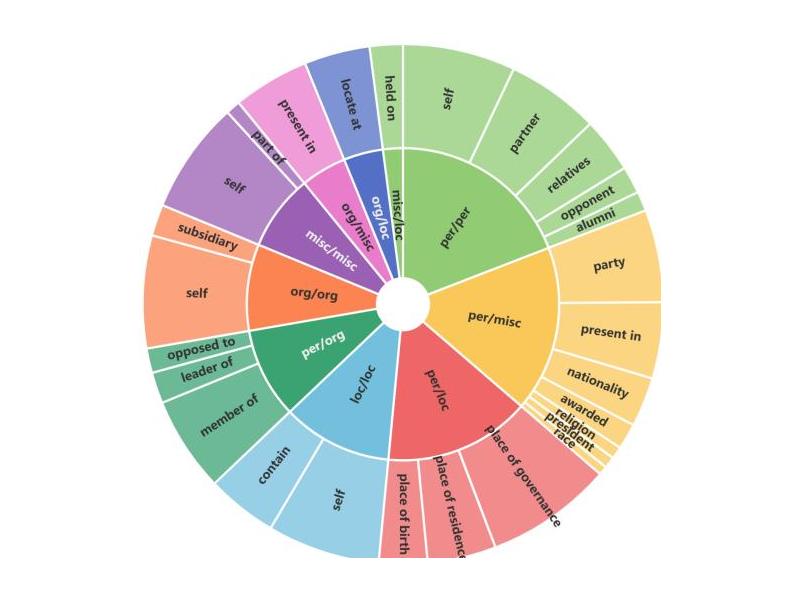 held on
self
partner
relatives
opponent
alumni
party
present in
nationality
awarded
religion
president
race
place of governance
place of residence
place of birth
self
contain
member of
leader of
opposed to
self
subsidiary
self
part of
present in
locate at
misc/loc
per/per
per/misc
per/loc
loc/loc
per/org
org/org
misc/misc
org/misc
org/loc